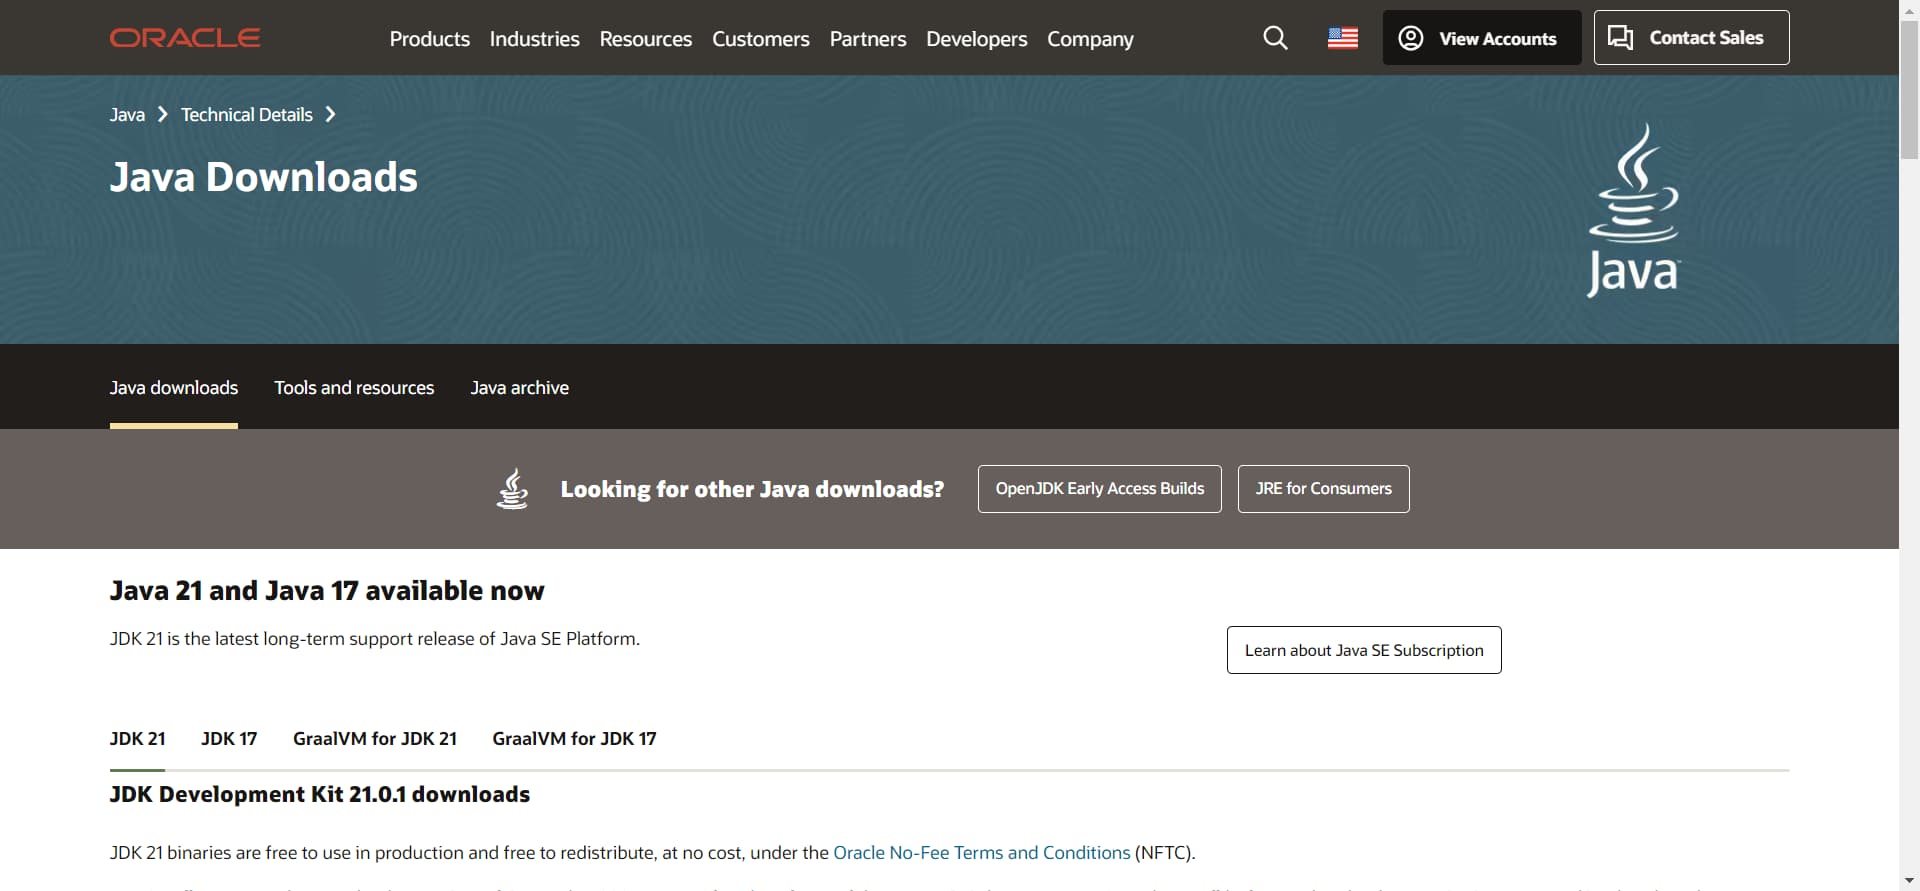 ORACLE
Products Industries Resources Customers Partners Developers Company
View Accounts
Contact Sales
Java
Technical Details
Java Downloads
Java
Java downloads Tools and resources Java archive
Looking for other Java downloads?
OpenJDK Early Access Builds
JRE for Consumers
Java 21 and Java 17 available now
JDK 21 is the latest long-term support release of Java SE Platform.
Learn about Java SE Subscription
JDK 21 JDK 17 GraalVM for JDK 21 GraalVM for JDK 17
JDK Development Kit 21.0.1 downloads
JDK 21 binaries are free to use in production and free to redistribute, at no cost, under the Oracle No-Fee Terms and Conditions (NFTC).